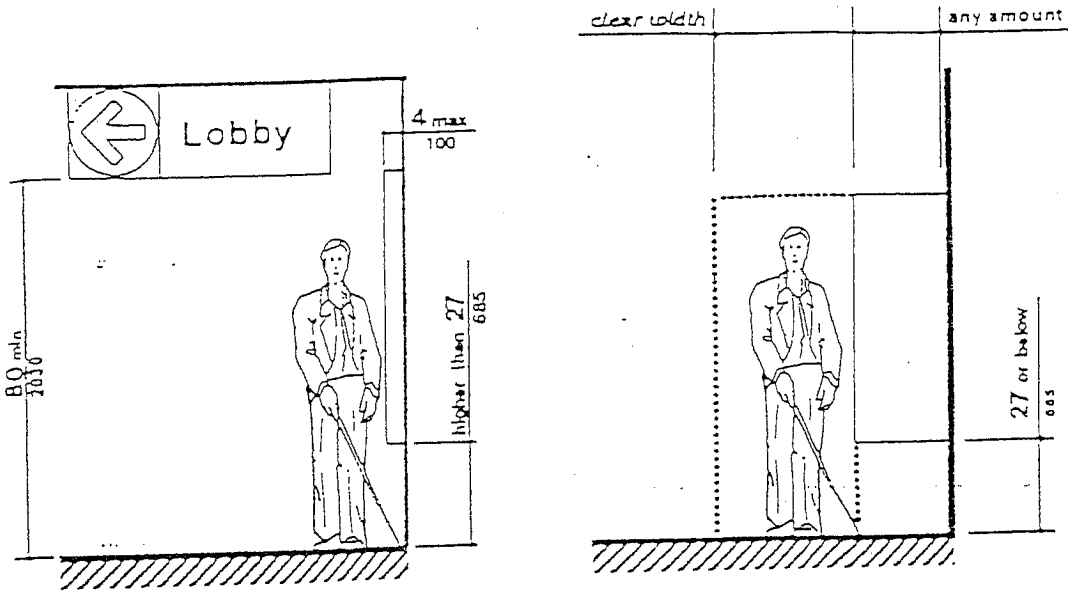 clear width
any amount
Lobby
4 max
100
80 min
2030
higher than 27
685
27 or below
685